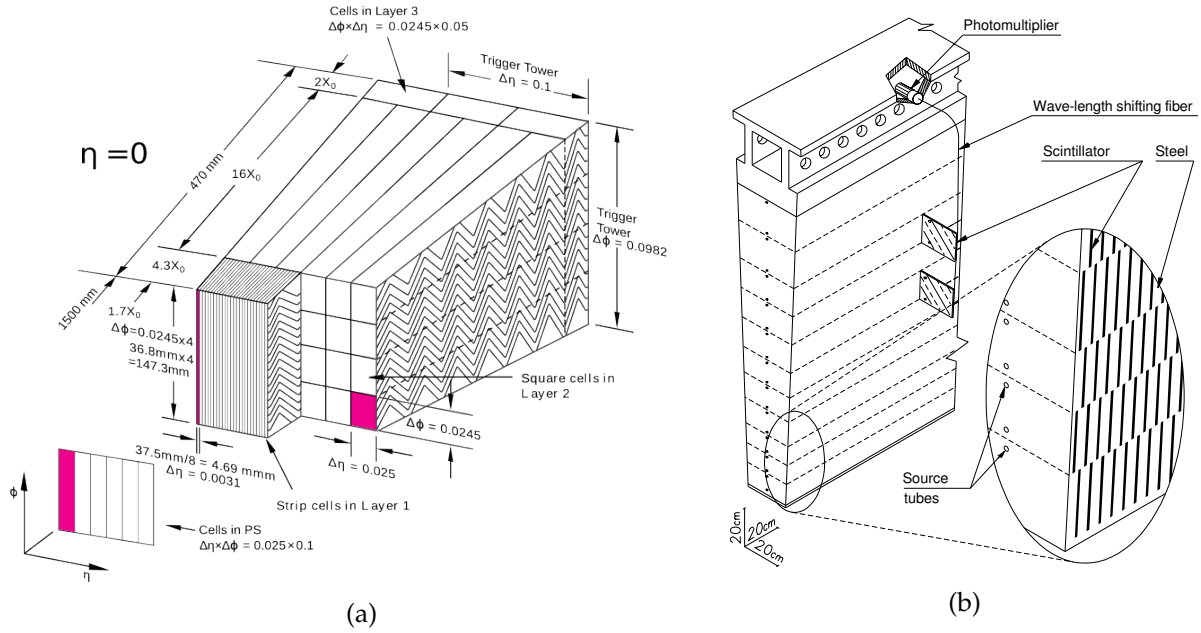 Cells in Layer 3
Δϕ×Δη = 0.0245×0.05
Trigger Tower
Δη = 0.1
2X₀
η =0
470 mm
16X₀
Trigger
Tower
Δϕ = 0.0982
4.3X₀
1500 mm
1.7X₀
Δϕ=0.0245x4
36.8mmx4
=147.3mm
Square cells in
Layer 2
Δϕ = 0.0245
37.5mm/8 = 4.69 mmm
Δη = 0.0031
Δη = 0.025
Strip cells in Layer 1
ϕ
Cells in PS
Δη×Δϕ = 0.025×0.1
η
(a)
Photomultiplier
Wave-length shifting fiber
Scintillator
Steel
Source
tubes
20cm
20cm
20cm
(b)